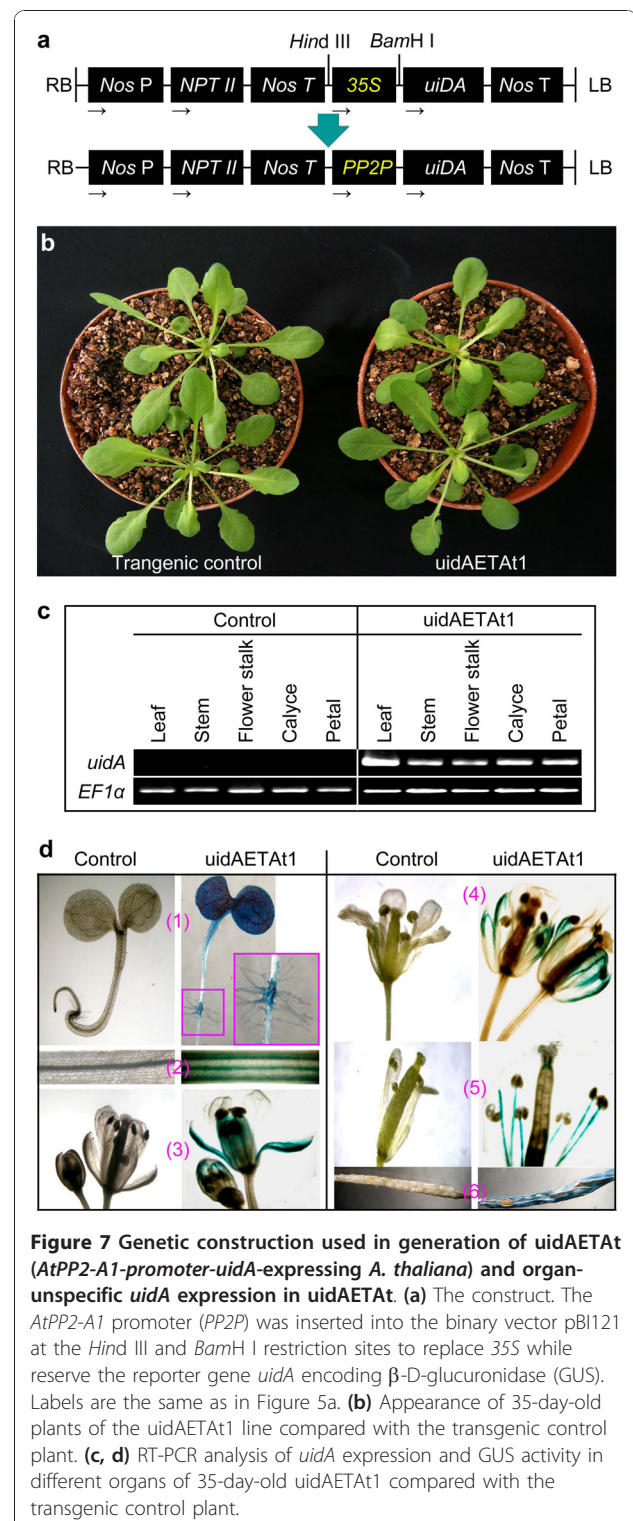 a
Hind III BamH I
RB Nos P NPT II Nos T 35S uiDA Nos T LB
→ → → →
RB Nos P NPT II Nos T PP2P uiDA Nos T LB
→ → → →
b
Trangenic control uidAETAt1
c
Control uidAETAt1
Leaf Stem Flower stalk Calyce Petal Leaf Stem Flower stalk Calyce Petal
uidA
EF1α
d
Control uidAETAt1 Control uidAETAt1
(1)
(2)
(3)
(4)
(5)
(6)
Figure 7 Genetic construction used in generation of uidAETAt
(AtPP2-A1-promoter-uidA-expressing A. thaliana) and organ-
unspecific uidA expression in uidAETAt. (a) The construct. The
AtPP2-A1 promoter (PP2P) was inserted into the binary vector pBI121
at the Hind III and BamH I restriction sites to replace 35S while
reserve the reporter gene uidA encoding β-D-glucuronidase (GUS).
Labels are the same as in Figure 5a. (b) Appearance of 35-day-old
plants of the uidAETAt1 line compared with the transgenic control
plant. (c, d) RT-PCR analysis of uidA expression and GUS activity in
different organs of 35-day-old uidAETAt1 compared with the
transgenic control plant.